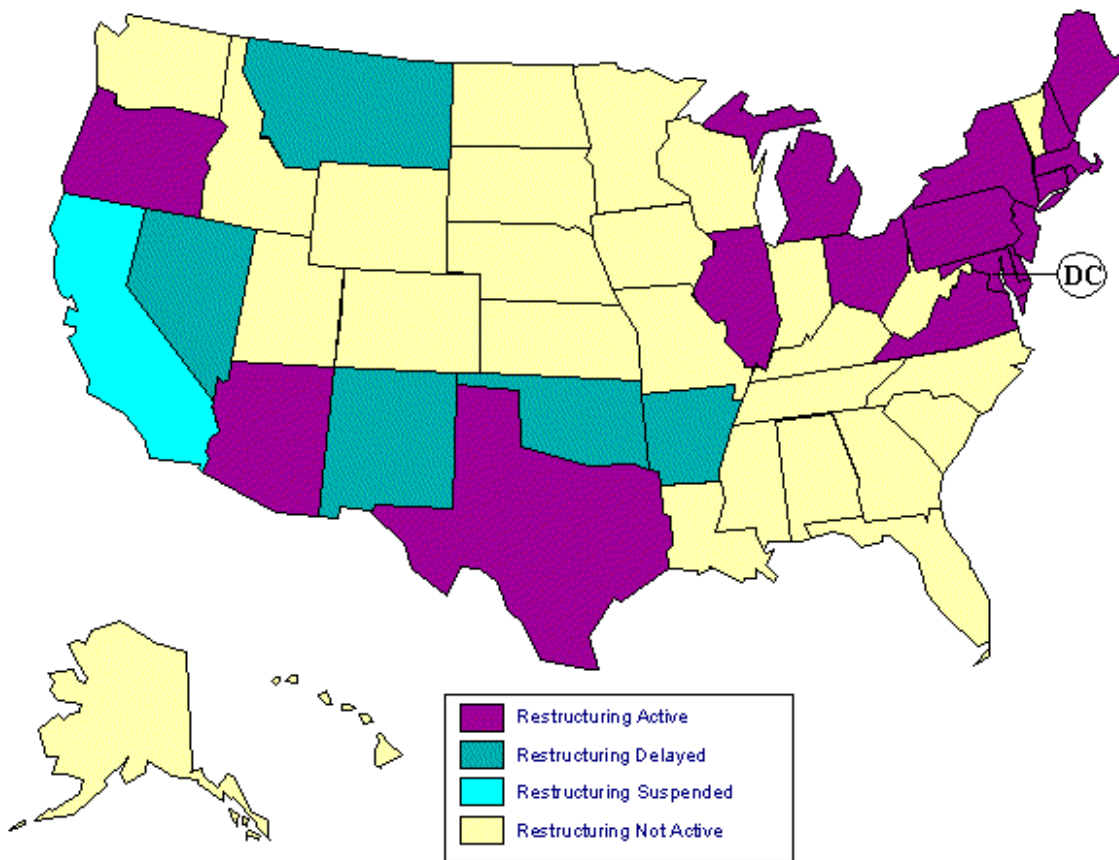 DC
Restructuring Active
Restructuring Delayed
Restructuring Suspended
Restructuring Not Active